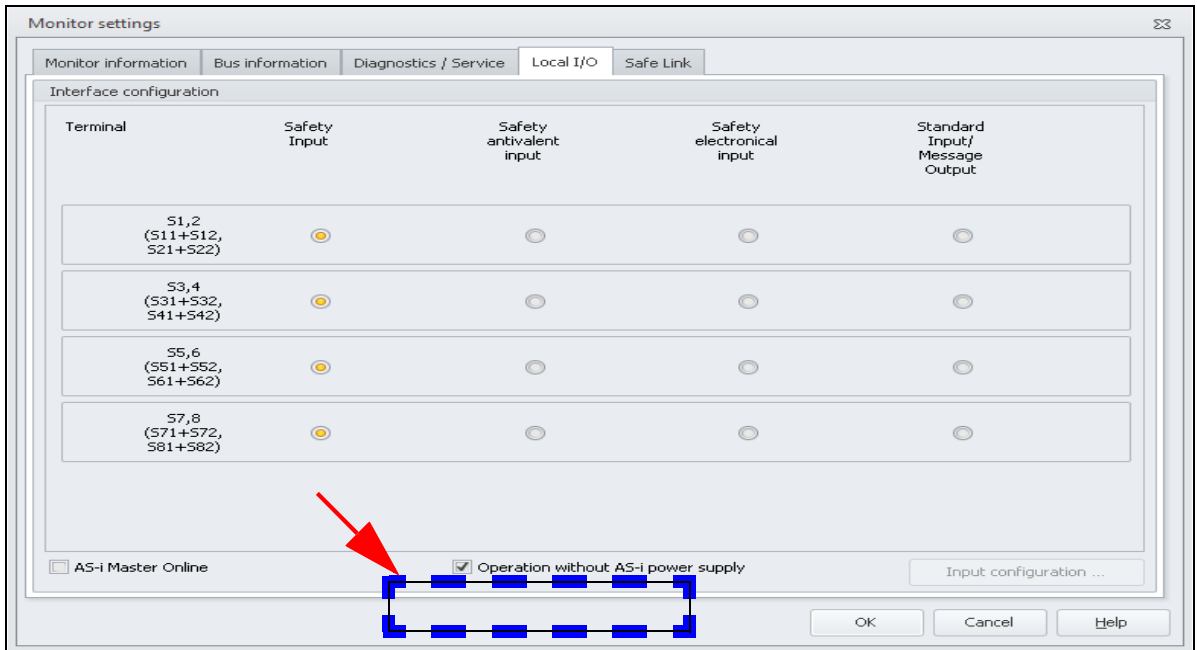 Monitor settings
Monitor information Bus information Diagnostics / Service Local I/O Safe Link
Interface configuration
Terminal
Safety
Input
Safety
antivalent
input
Safety
electronical
input
Standard
Input/
Message
Output
S1,2
(S11+S12,
S21+S22)
S3,4
(S31+S32,
S41+S42)
S5,6
(S51+S52,
S61+S62)
S7,8
(S71+S72,
S81+S82)
AS-i Master Online Operation without AS-i power supply Input configuration ...
OK Cancel Help